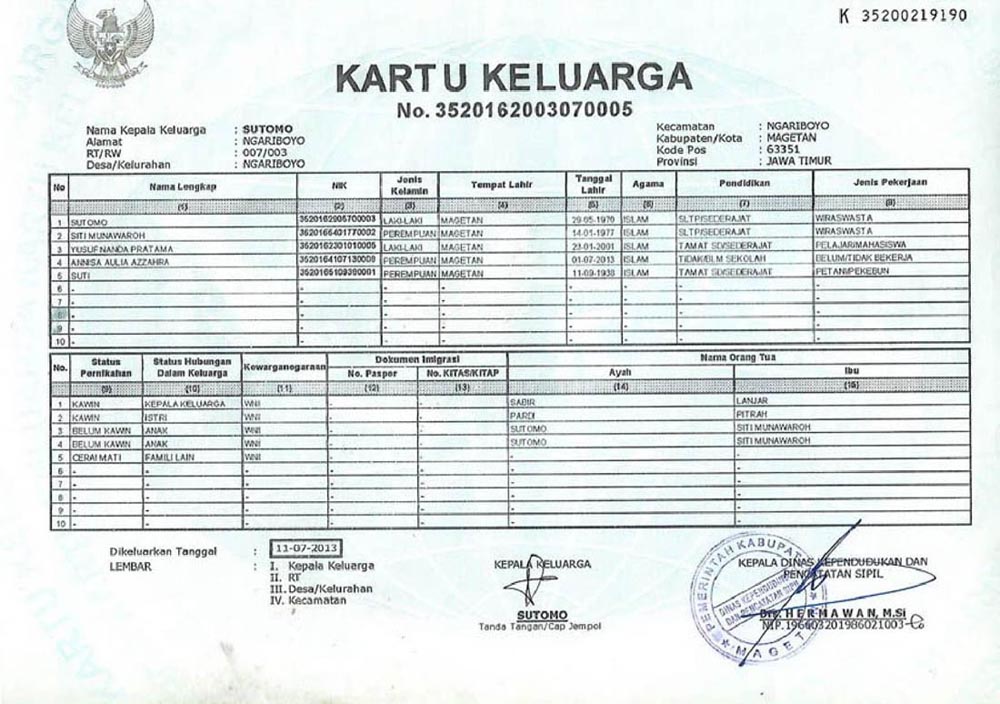 K 35200219190
KARTU KELUARGA
No. 3520162003070005
Nama Kepala Keluarga : SUTOMO
Alamat : NGARIBOYO
RT/RW : 007/003
Desa/Kelurahan : NGARIBOYO
Kecamatan : NGARIBOYO
Kabupaten/Kota : MAGETAN
Kode Pos : 63351
Provinsi : JAWA TIMUR
No Nama Lengkap NIK Jenis Kelamin Tempat Lahir Tanggal Lahir Agama Pendidikan Jenis Pekerjaan
(1) (2) (3) (4) (5) (6) (7) (8)
1 SUTOMO 3520162905700003 LAKI-LAKI MAGETAN 29-05-1970 ISLAM SLTP/SEDERAJAT WIRASWASTA
2 SITI MUNAWAROH 3520165401770002 PEREMPUAN MAGETAN 14-01-1977 ISLAM SLTP/SEDERAJAT WIRASWASTA
3 YUSUF NANDA PRATAMA 3520162301010005 LAKI-LAKI MAGETAN 23-01-2001 ISLAM TAMAT SD/SEDERAJAT PELAJAR/MAHASISWA
4 ANNISA AULIA AZZAHRA PEREMPUAN MAGETAN 01-07-2013 ISLAM TIDAK/BLM SEKOLAH BELUM/TIDAK BEKERJA
5 SUTI PEREMPUAN MAGETAN 11-09-1938 ISLAM TAMAT SD/SEDERAJAT PETANI/PEKEBUN
6 - - - - - - - -
7 - - - - - - - -
8 - - - - - - - -
9 - - - - - - - -
10 - - - - - - - -
No. Status Pernikahan Status Hubungan Dalam Keluarga Kewarganegaraan Dokumen Imigrasi Nama Orang Tua
No. Paspor No. KITAS/KITAP Ayah Ibu
(9) (10) (11) (12) (13) (14) (15)
1 KAWIN KEPALA KELUARGA WNI - - SABIR LANJAR
2 KAWIN ISTRI WNI - - PARDI PITRAH
3 BELUM KAWIN ANAK WNI - - SUTOMO SITI MUNAWAROH
4 BELUM KAWIN ANAK WNI - - SUTOMO SITI MUNAWAROH
5 CERAI MATI FAMILI LAIN WNI - - - -
6 - - - - - - -
7 - - - - - - -
8 - - - - - - -
9 - - - - - - -
10 - - - - - - -
Dikeluarkan Tanggal : 11-07-2013
LEMBAR : I. Kepala Keluarga
II. RT
III. Desa/Kelurahan
IV. Kecamatan
KEPALA KELUARGA
SUTOMO
Tanda Tangan/Cap Jempol
KEPALA DINAS KEPENDUDUKAN DAN
PENCATATAN SIPIL
Drs. HERMAWAN, M.Si
NIP.196603201986021003
PEMERINTAH KABUPATEN
DINAS KEPENDUDUKAN
DAN PENCATATAN SIPIL
MAGETAN